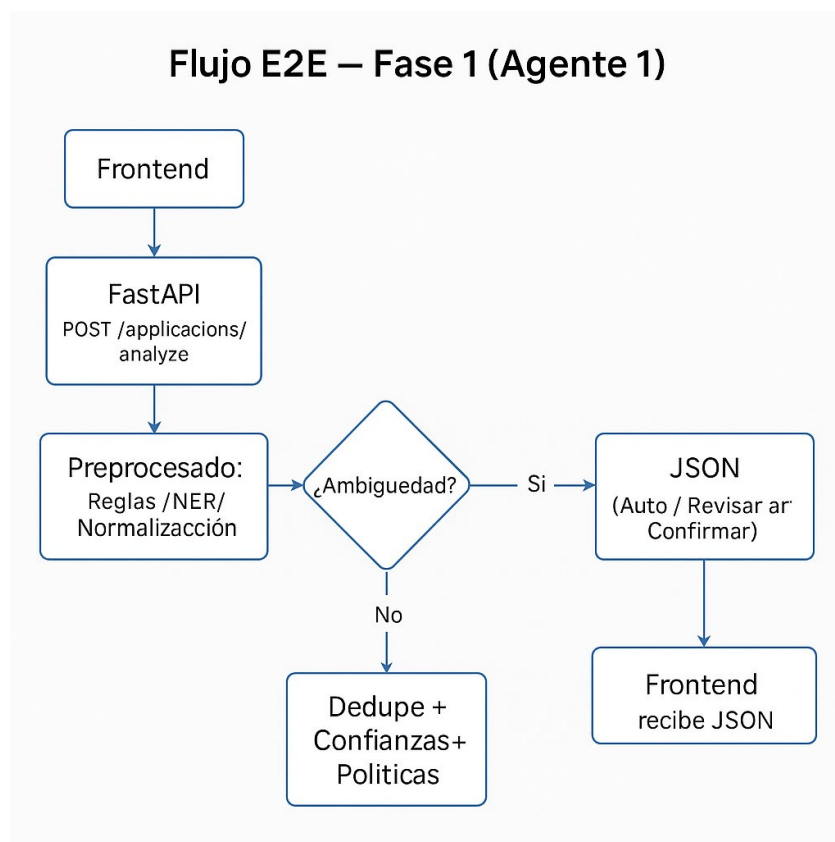 Flujo E2E – Fase 1 (Agente 1)
Frontend
FastAPI
POST /applicacions/
analyze
Preprocesado:
Reglas /NER/
Normalizacción
¿Ambiguedad?
Si
JSON
(Auto / Revisar ar
Confirmar)
No
Dedupe +
Confianzas+
Politicas
Frontend
recibe JSON